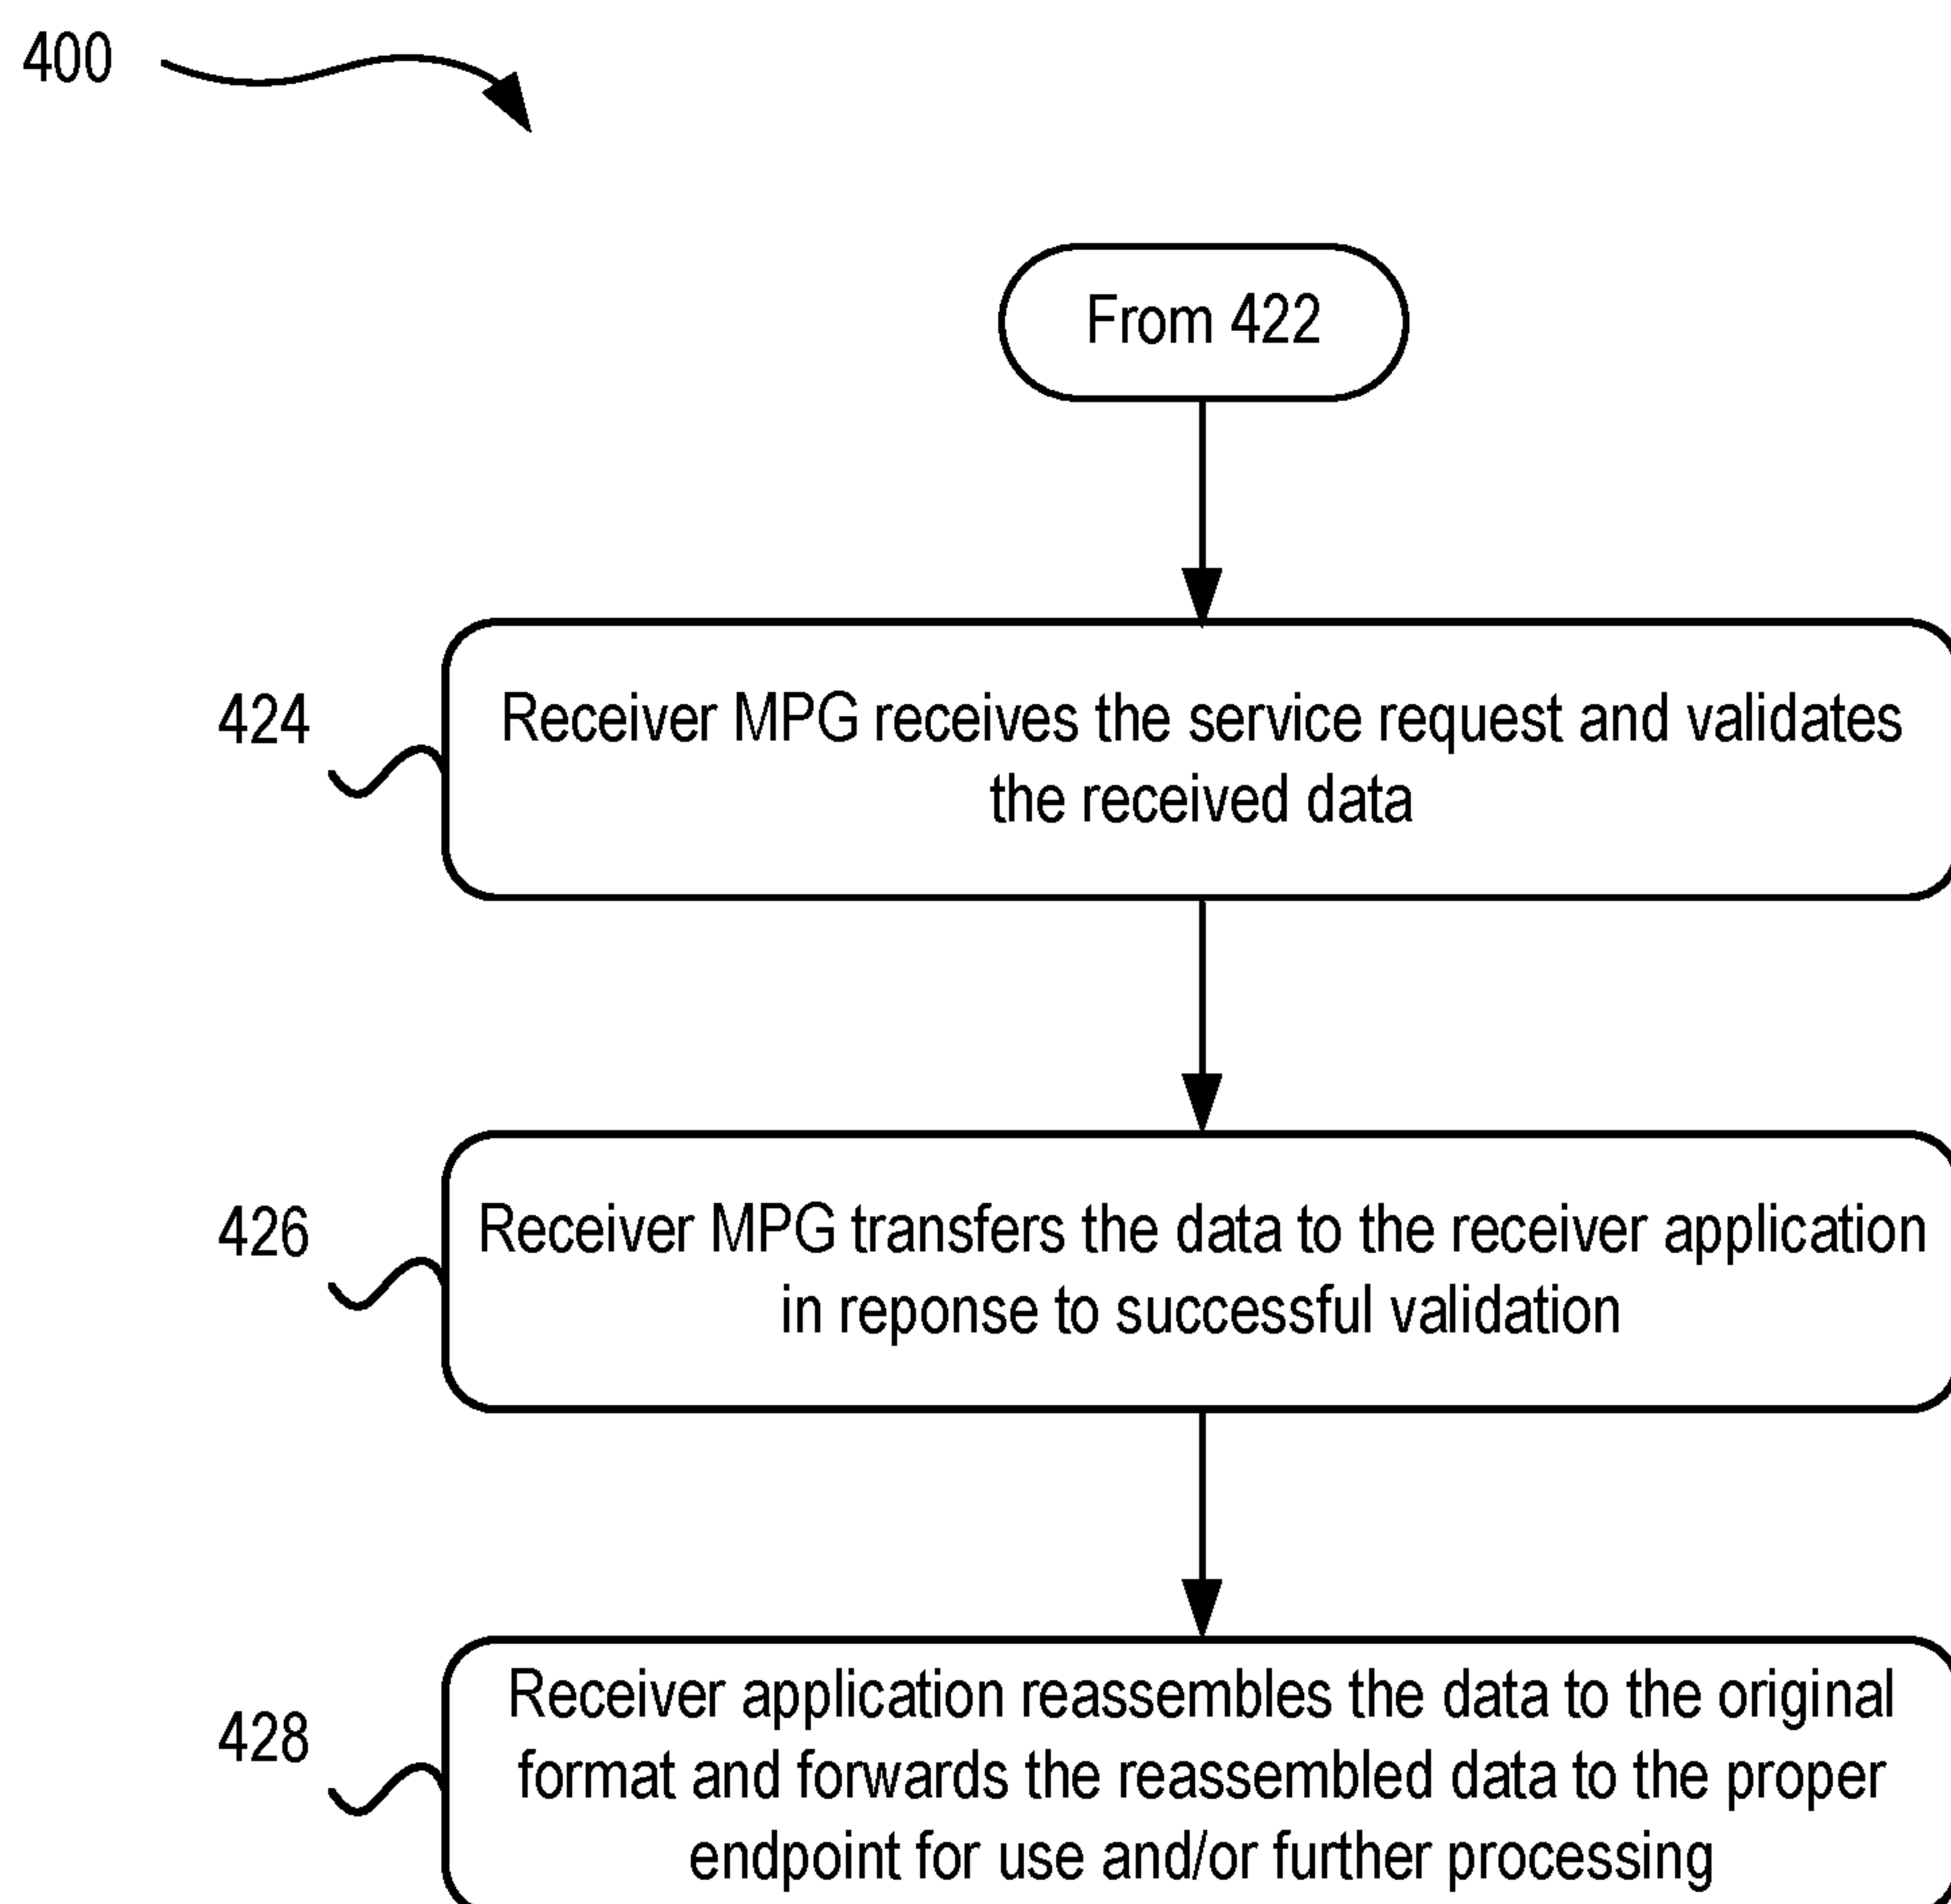 400
From 422
424
Receiver MPG receives the service request and validates
the received data
426
Receiver MPG transfers the data to the receiver application
in reponse to successful validation
428
Receiver application reassembles the data to the original
format and forwards the reassembled data to the proper
endpoint for use and/or further processing